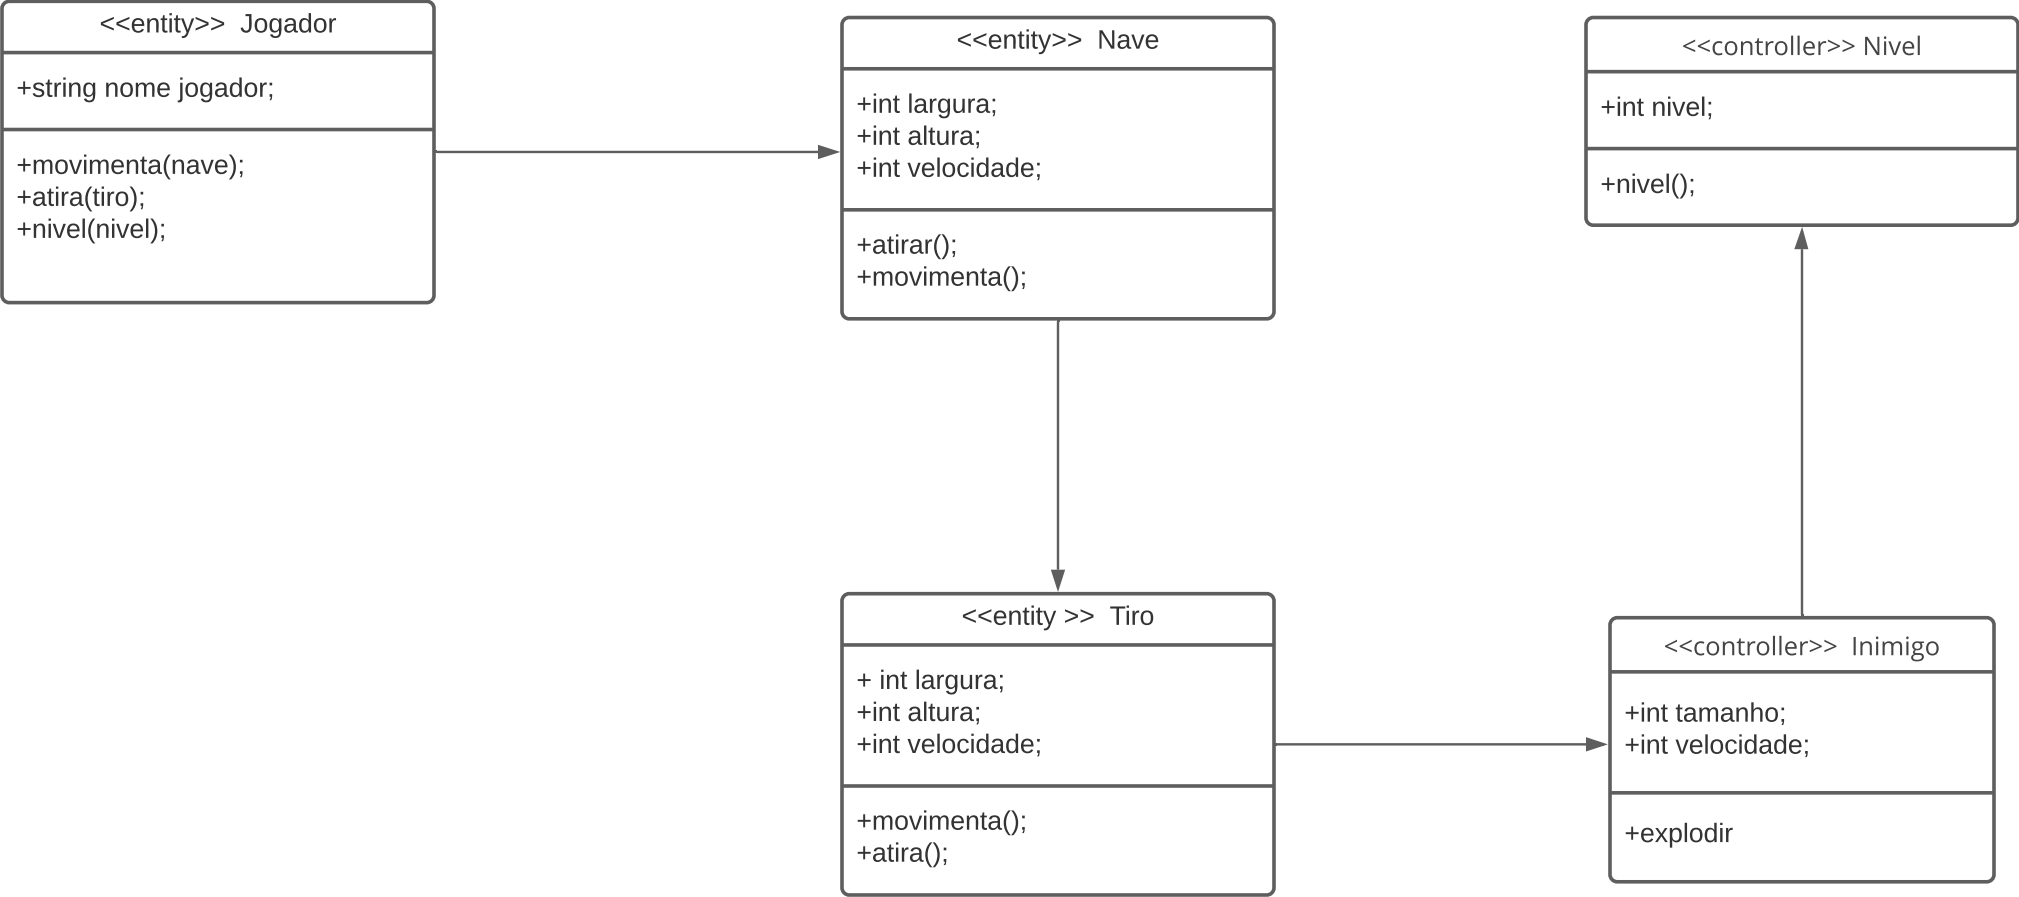 <<entity>> Jogador
+string nome jogador;
+movimenta(nave);
+atira(tiro);
+nivel(nivel);
<<entity>> Nave
+int largura;
+int altura;
+int velocidade;
+atirar();
+movimenta();
<<controller>> Nivel
+int nivel;
+nivel();
<<entity >> Tiro
+ int largura;
+int altura;
+int velocidade;
+movimenta();
+atira();
<<controller>> Inimigo
+int tamanho;
+int velocidade;
+explodir